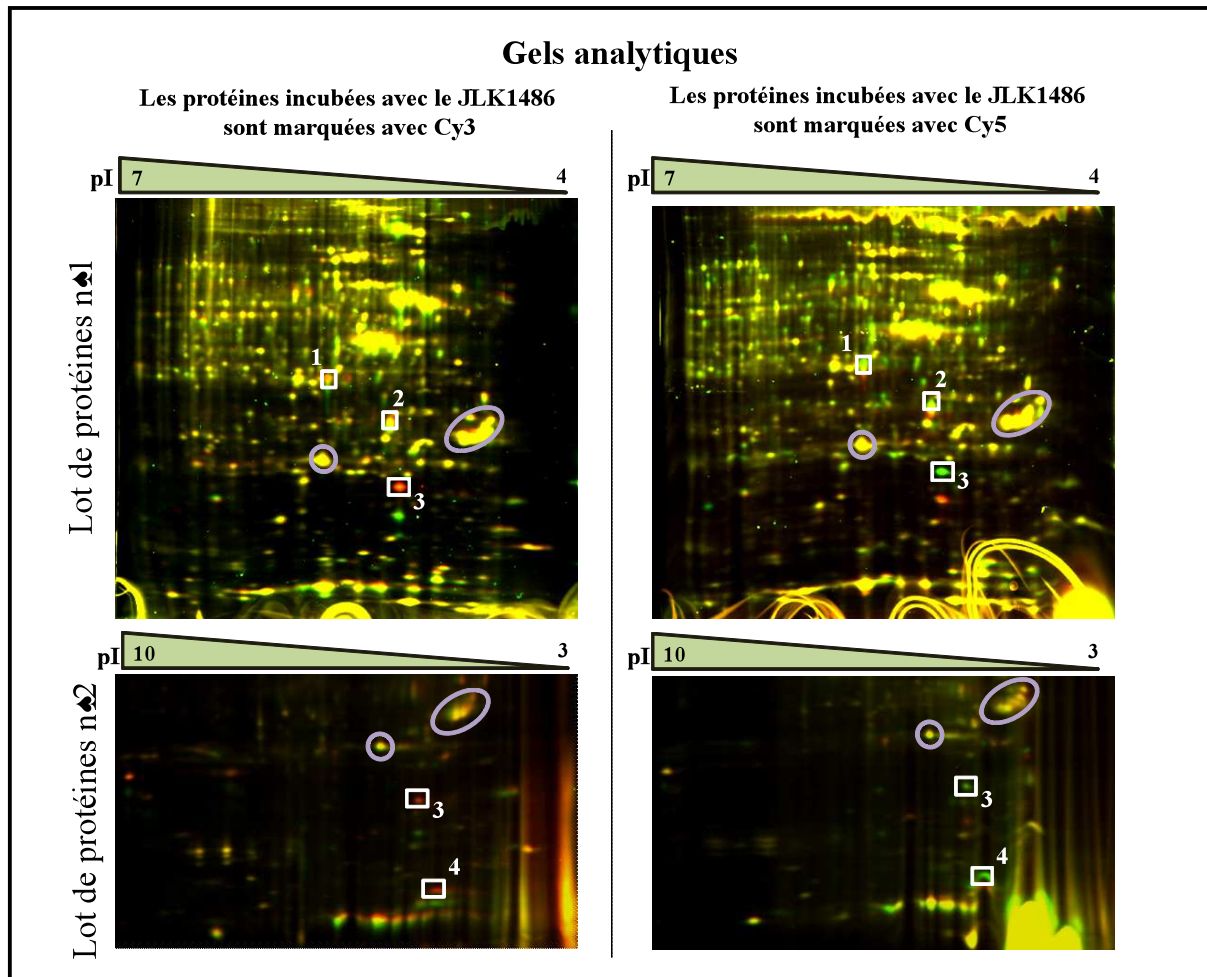 Gels analytiques
Les protéines incubées avec le JLK1486
sont marquées avec Cy3
Les protéines incubées avec le JLK1486
sont marquées avec Cy5
pI 7 4
pI 7 4
Lot de protéines n♠1
1
2
3
1
2
3
pI 10 3
pI 10 3
Lot de protéines n♠2
3
4
3
4